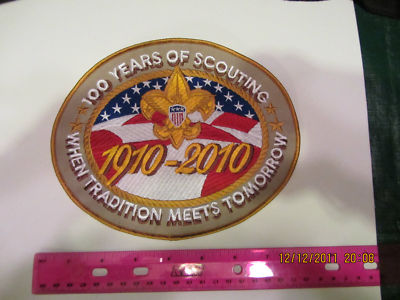 100 YEARS OF SCOUTING
1910-2010
WHEN TRADITION MEETS TOMORROW
12/12/2011 20:08